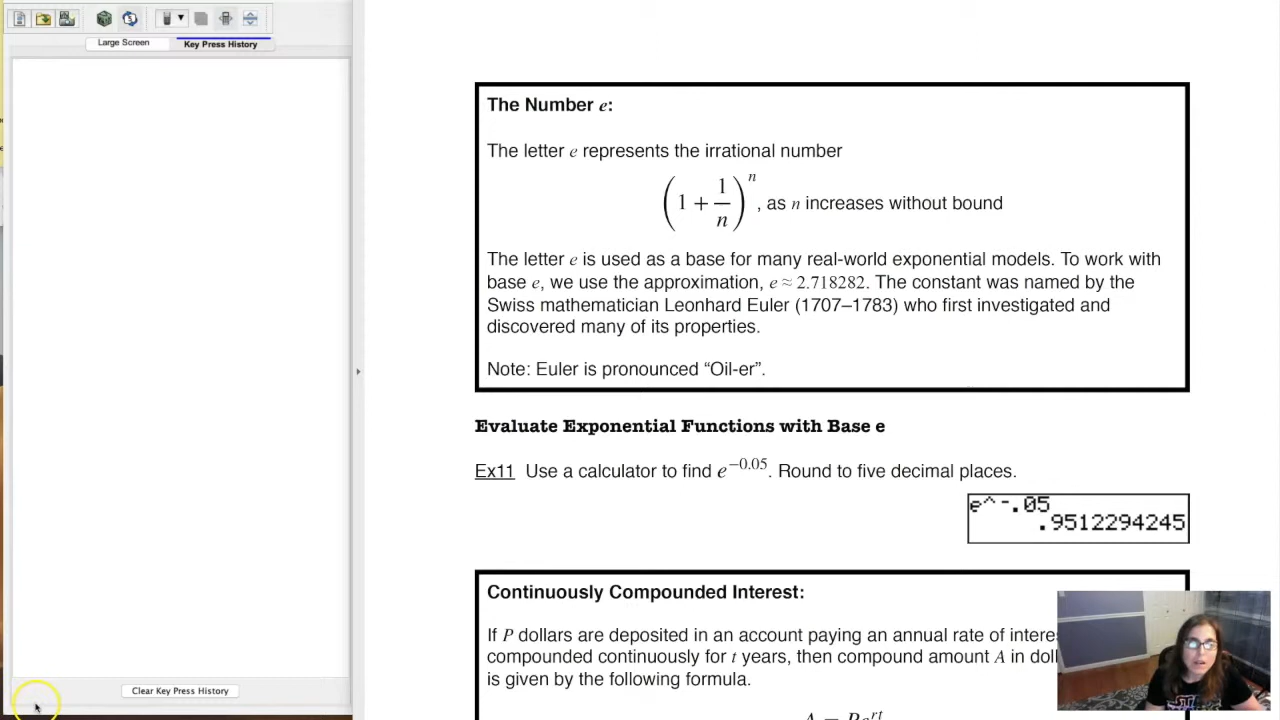 Large Screen
Key Press History
Clear Key Press History
The Number e:
The letter e represents the irrational number
(1 + 1/n)^n, as n increases without bound
The letter e is used as a base for many real-world exponential models. To work with
base e, we use the approximation, e ≈ 2.718282. The constant was named by the
Swiss mathematician Leonhard Euler (1707–1783) who first investigated and
discovered many of its properties.
Note: Euler is pronounced “Oil-er”.
Evaluate Exponential Functions with Base e
Ex11 Use a calculator to find e^−0.05. Round to five decimal places.
e^-.05
.9512294245
Continuously Compounded Interest:
If P dollars are deposited in an account paying an annual rate of
compounded continuously for t years, then compound amount A in
is given by the following formula.